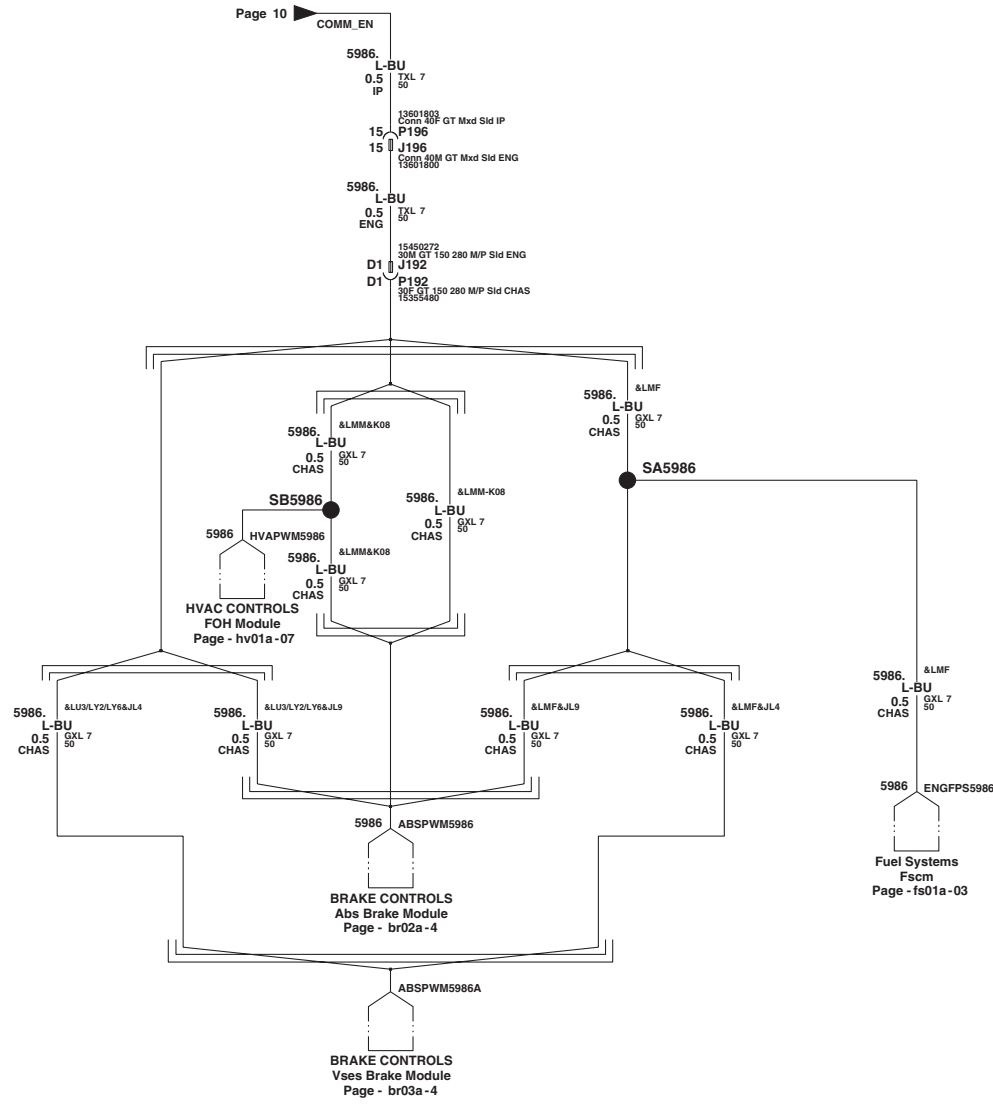 Page 10
COMM_EN
5986.
L-BU
0.5
IP
TXL 7
50
13601803
Conn 40F GT Mxd Sld IP
15 P196
15 J196
Conn 40M GT Mxd Sld ENG
13601800
5986.
L-BU
0.5
ENG
TXL 7
50
15450272
30M GT 150 280 M/P Sld ENG
D1 J192
D1 P192
30F GT 150 280 M/P Sld CHAS
15355480
&LMF
5986.
L-BU
0.5
CHAS
GXL 7
50
&LMM&K08
5986.
L-BU
0.5
CHAS
GXL 7
50
SA5986
&LMM-K08
5986.
L-BU
0.5
CHAS
GXL 7
50
SB5986
5986 HVAPWM5986
&LMM&K08
5986.
L-BU
0.5
CHAS
GXL 7
50
HVAC CONTROLS
FOH Module
Page - hv01a-07
&LU3/LY2/LY6&JL4
5986.
L-BU
0.5
CHAS
GXL 7
50
&LU3/LY2/LY6&JL9
5986.
L-BU
0.5
CHAS
GXL 7
50
&LMF&JL9
5986.
L-BU
0.5
CHAS
GXL 7
50
&LMF&JL4
5986.
L-BU
0.5
CHAS
GXL 7
50
&LMF
5986.
L-BU
0.5
CHAS
GXL 7
50
5986 ENGFPS5986
Fuel Systems
Fscm
Page - fs01a-03
5986 ABSPWM5986
BRAKE CONTROLS
Abs Brake Module
Page - br02a-4
ABSPWM5986A
BRAKE CONTROLS
Vses Brake Module
Page - br03a-4